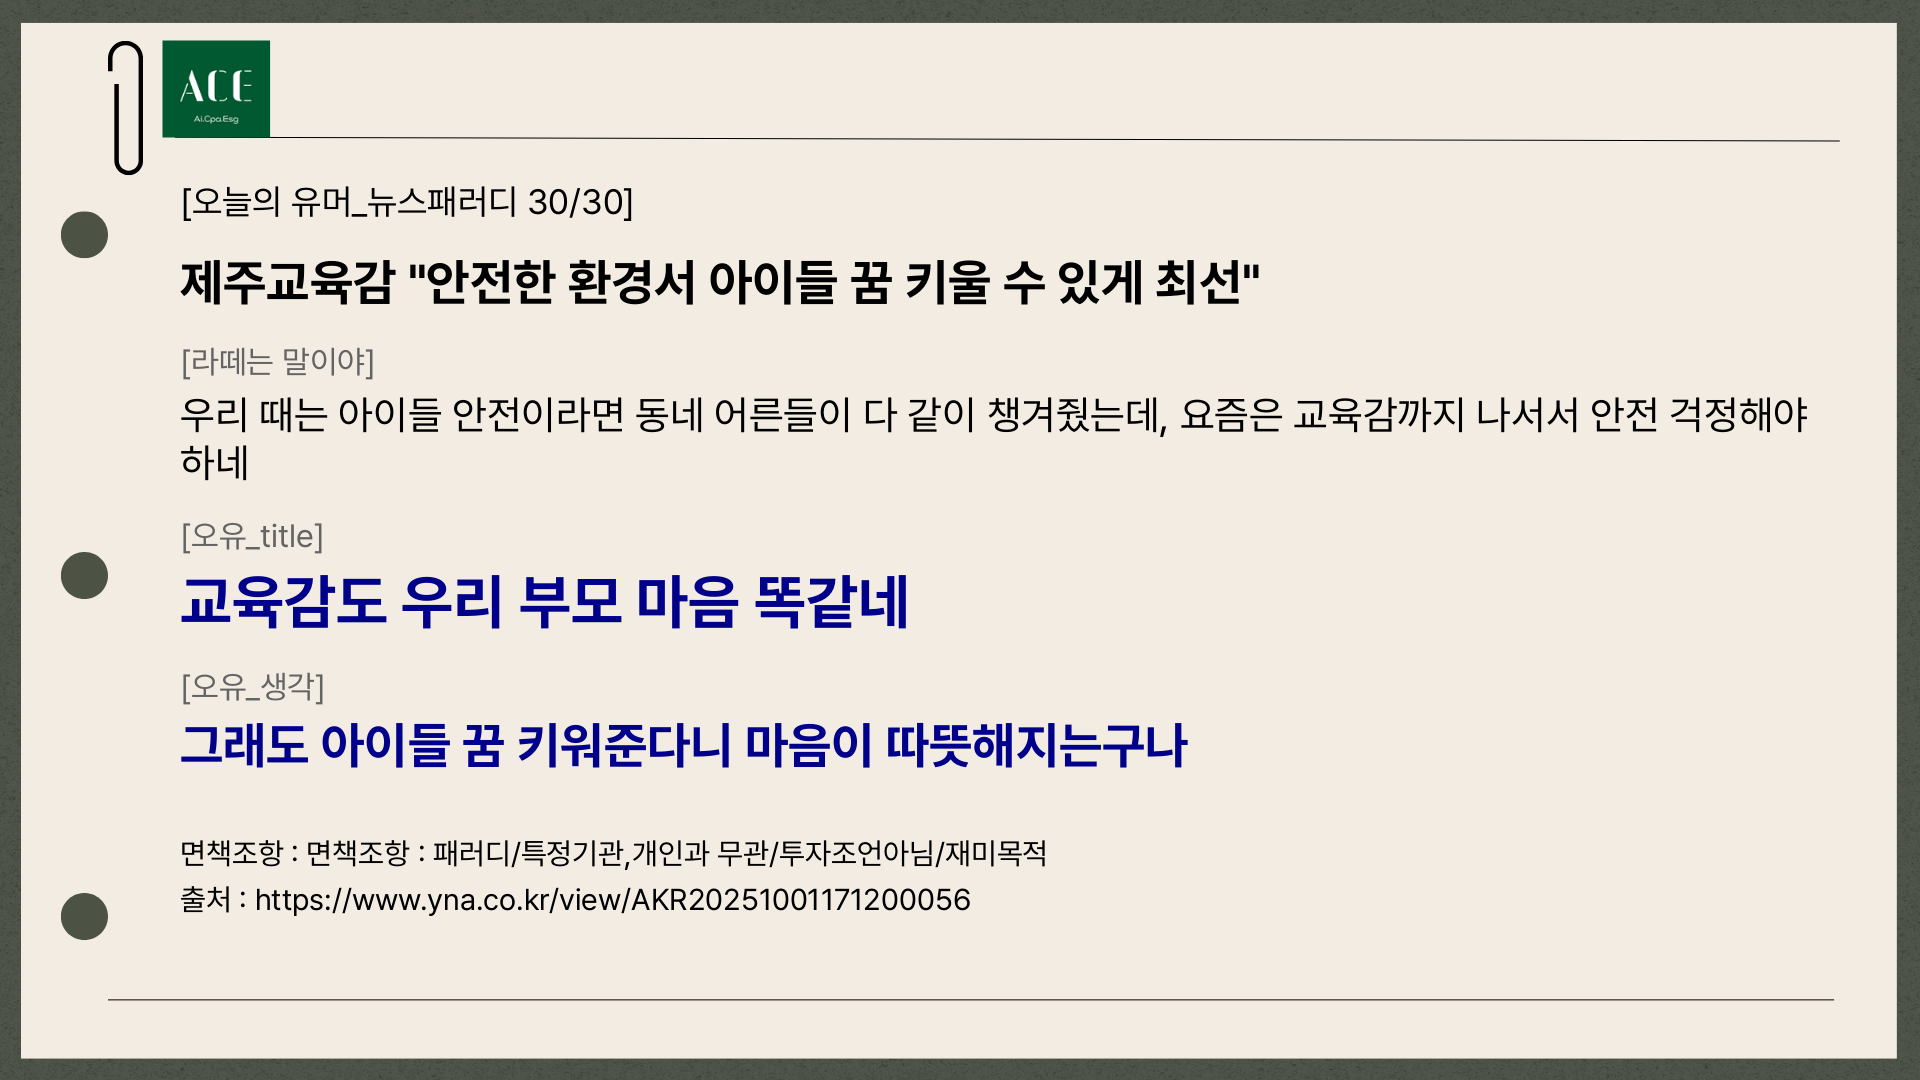 ACE
Ai.Cpa.Esg
[오늘의 유머_뉴스패러디 30/30]
제주교육감 "안전한 환경서 아이들 꿈 키울 수 있게 최선"
[라떼는 말이야]
우리 때는 아이들 안전이라면 동네 어른들이 다 같이 챙겨줬는데, 요즘은 교육감까지 나서서 안전 걱정해야
하네
[오유_title]
교육감도 우리 부모 마음 똑같네
[오유_생각]
그래도 아이들 꿈 키워준다니 마음이 따뜻해지는구나
면책조항 : 면책조항 : 패러디/특정기관,개인과 무관/투자조언아님/재미목적
출처 : https://www.yna.co.kr/view/AKR20251001171200056